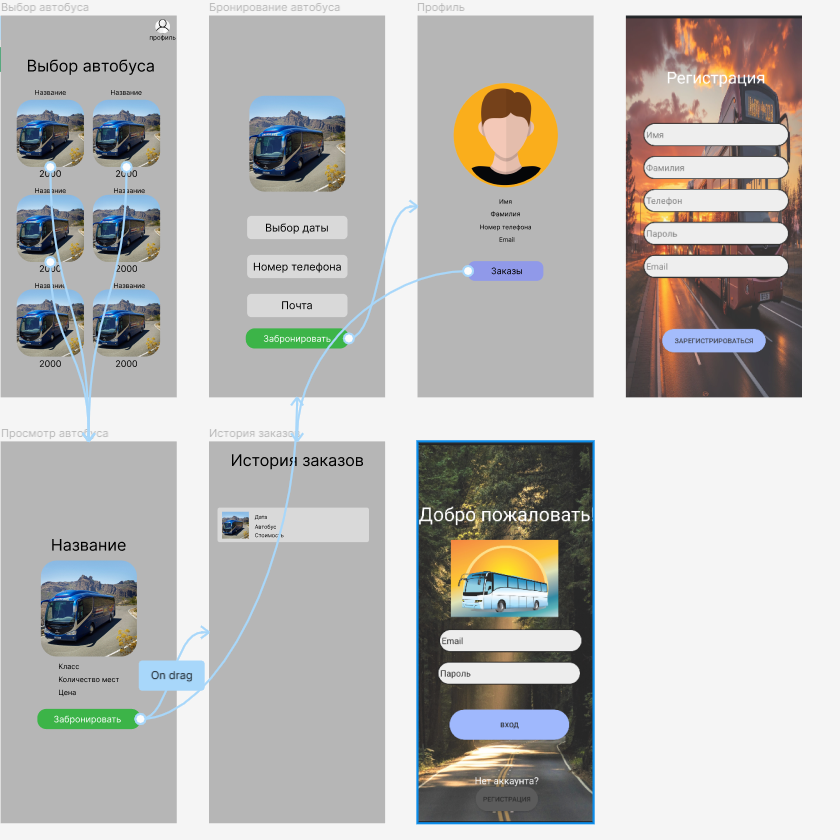 Выбор автобуса
профиль
Выбор автобуса
Название
Название
2000
2000
Название
Название
2000
2000
Название
Название
2000
2000
Бронирование автобуса
Выбор даты
Номер телефона
Почта
Забронировать
Профиль
Имя
Фамилия
Номер телефона
Email
Заказы
Регистрация
Имя
Фамилия
Телефон
Пароль
Email
ЗАРЕГИСТРИРОВАТЬСЯ
Просмотр автобуса
Название
Класс
Количество мест
Цена
Забронировать
On drag
История заказов
История заказов
Дата
Автобус
Стоимость
Добро пожаловать!
Email
Пароль
ВХОД
Нет аккаунта?
РЕГИСТРАЦИЯ